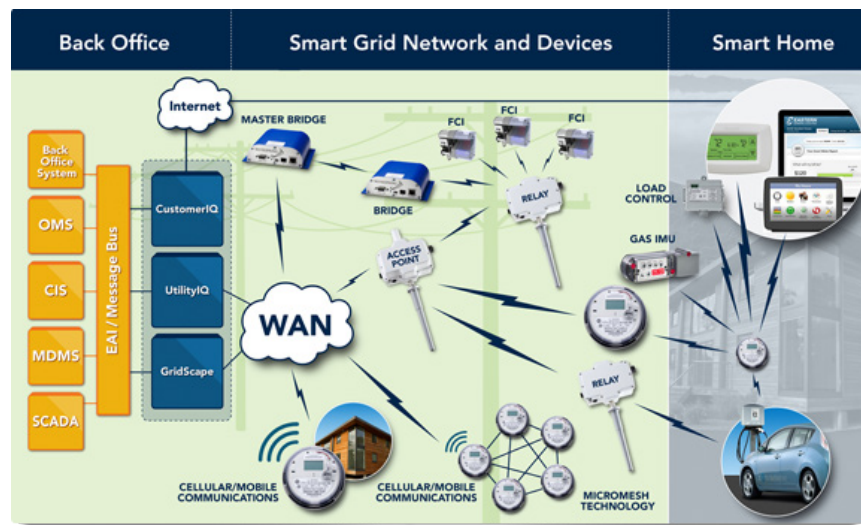 Back Office
Smart Grid Network and Devices
Smart Home
Internet
MASTER BRIDGE
FCI
FCI
FCI
Back
Office
System
OMS
CIS
MDMS
SCADA
EAI / Message Bus
CustomerIQ
UtilityIQ
GridScape
BRIDGE
RELAY
LOAD
CONTROL
ACCESS
POINT
GAS IMU
WAN
RELAY
CELLULAR/MOBILE
COMMUNICATIONS
CELLULAR/MOBILE
COMMUNICATIONS
MICROMESH
TECHNOLOGY